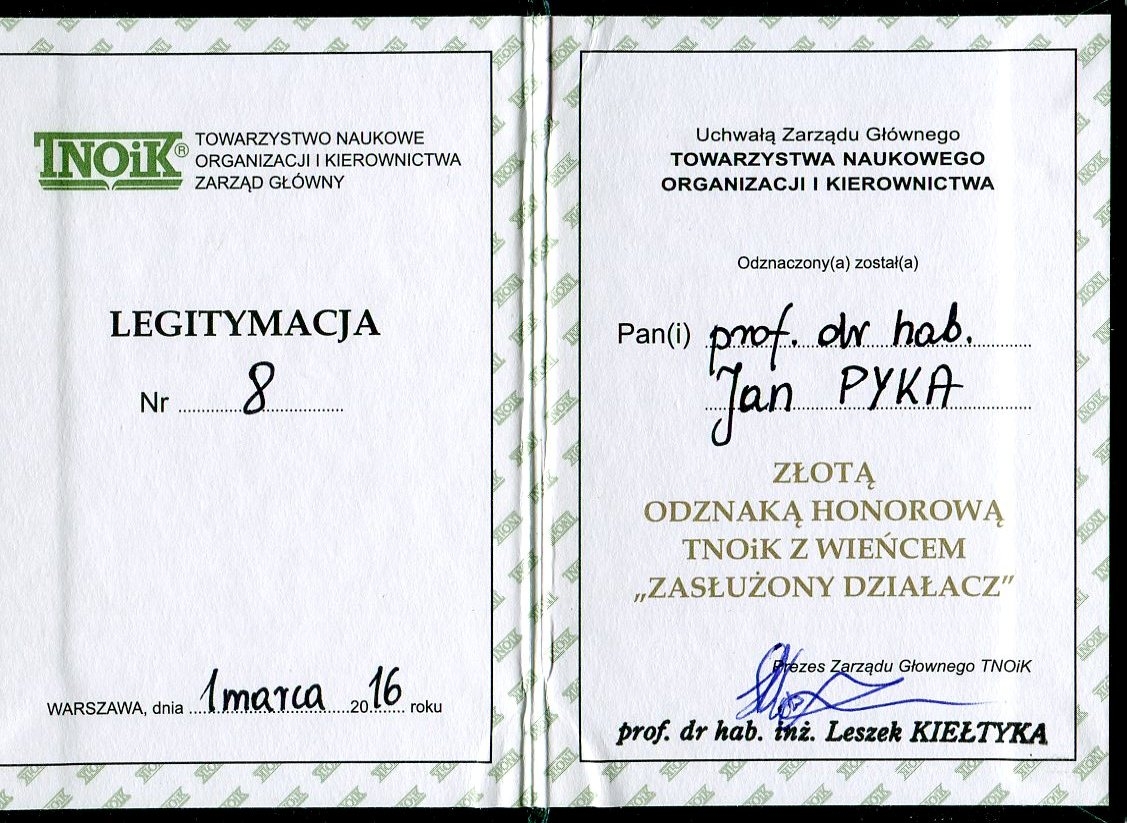 TNOiK® TOWARZYSTWO NAUKOWE
ORGANIZACJI I KIEROWNICTWA
ZARZĄD GŁÓWNY
LEGITYMACJA
Nr 8
WARSZAWA, dnia 1 marca 2016 roku
Uchwałą Zarządu Głównego
TOWARZYSTWA NAUKOWEGO
ORGANIZACJI I KIEROWNICTWA
Odznaczony(a) został(a)
Pan(i) prof. dr hab.
Jan PYKA
ZŁOTĄ
ODZNAKĄ HONOROWĄ
TNOiK Z WIEŃCEM
„ZASŁUŻONY DZIAŁACZ”
Prezes Zarządu Głownego TNOiK
prof. dr hab. inż. Leszek KIEŁTYKA